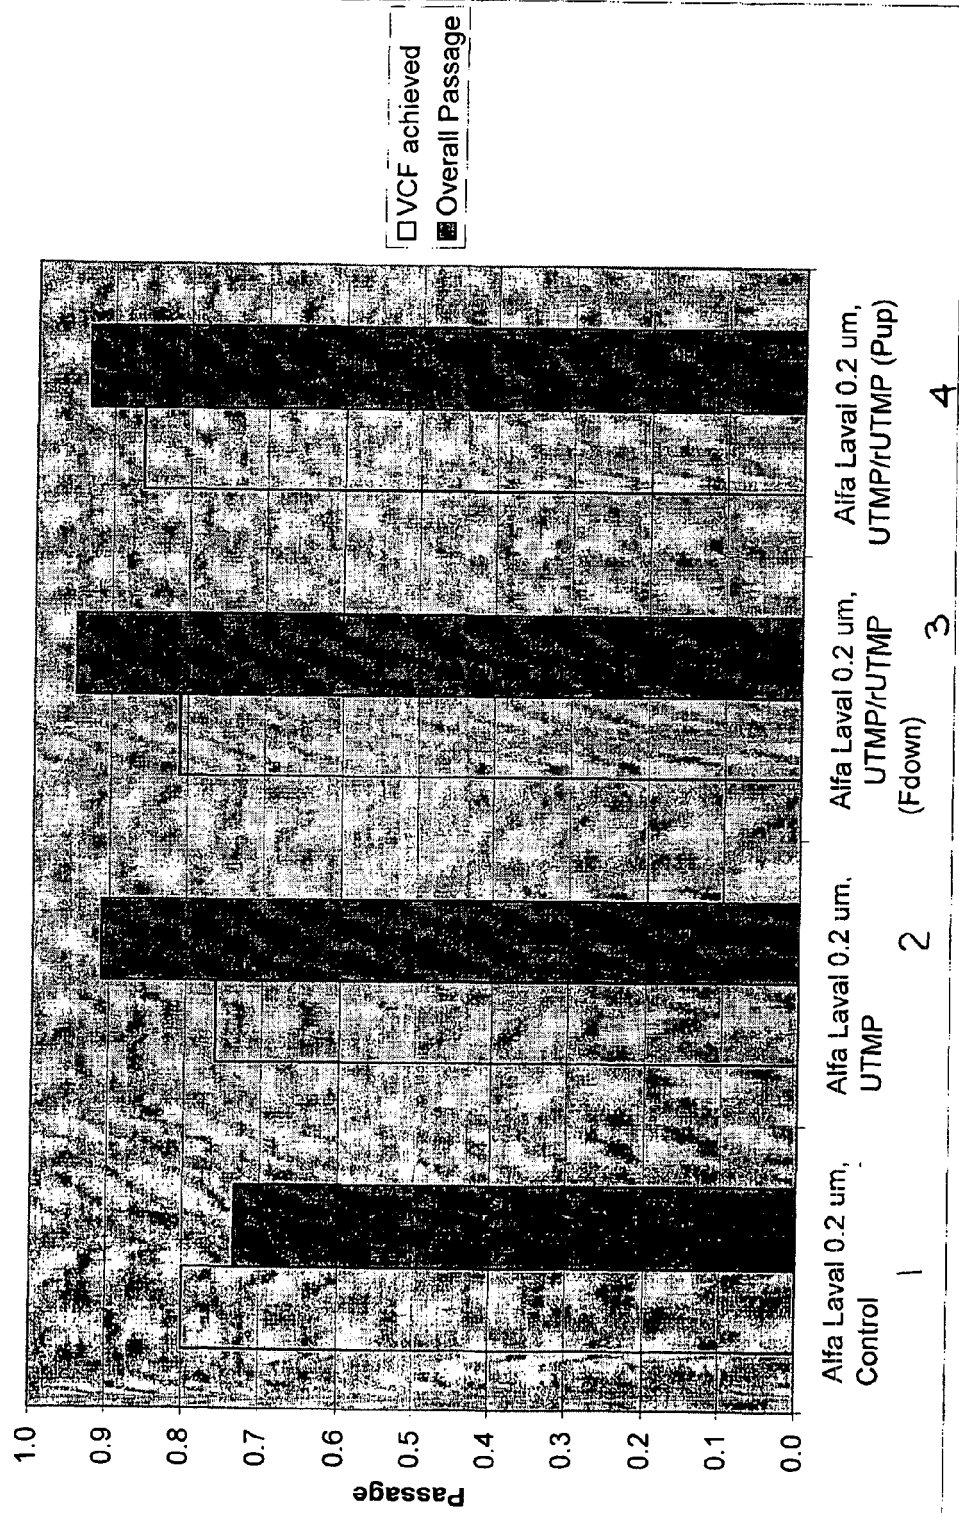 Passage
1.0
0.9
0.8
0.7
0.6
0.5
0.4
0.3
0.2
0.1
0.0
Alfa Laval 0.2 um,
Control
1
Alfa Laval 0.2 um.
UTMP
2
Alfa Laval 0.2 um,
UTMP/rUTMP
(Fdown)
3
Alfa Laval 0.2 um,
UTMP/rUTMP (Pup)
4
VCF achieved
Overall Passage